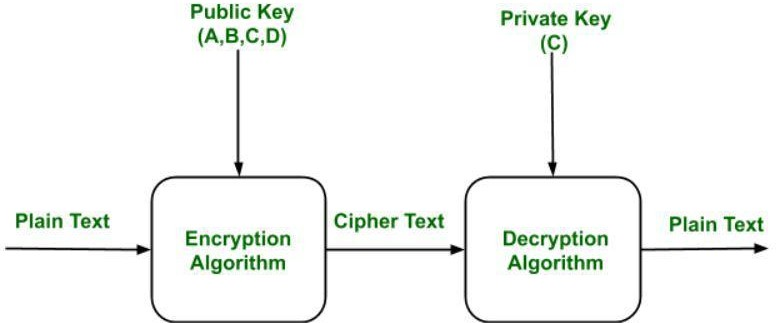 Public Key
(A,B,C,D)
Private Key
(C)
Plain Text
Encryption
Algorithm
Cipher Text
Decryption
Algorithm
Plain Text